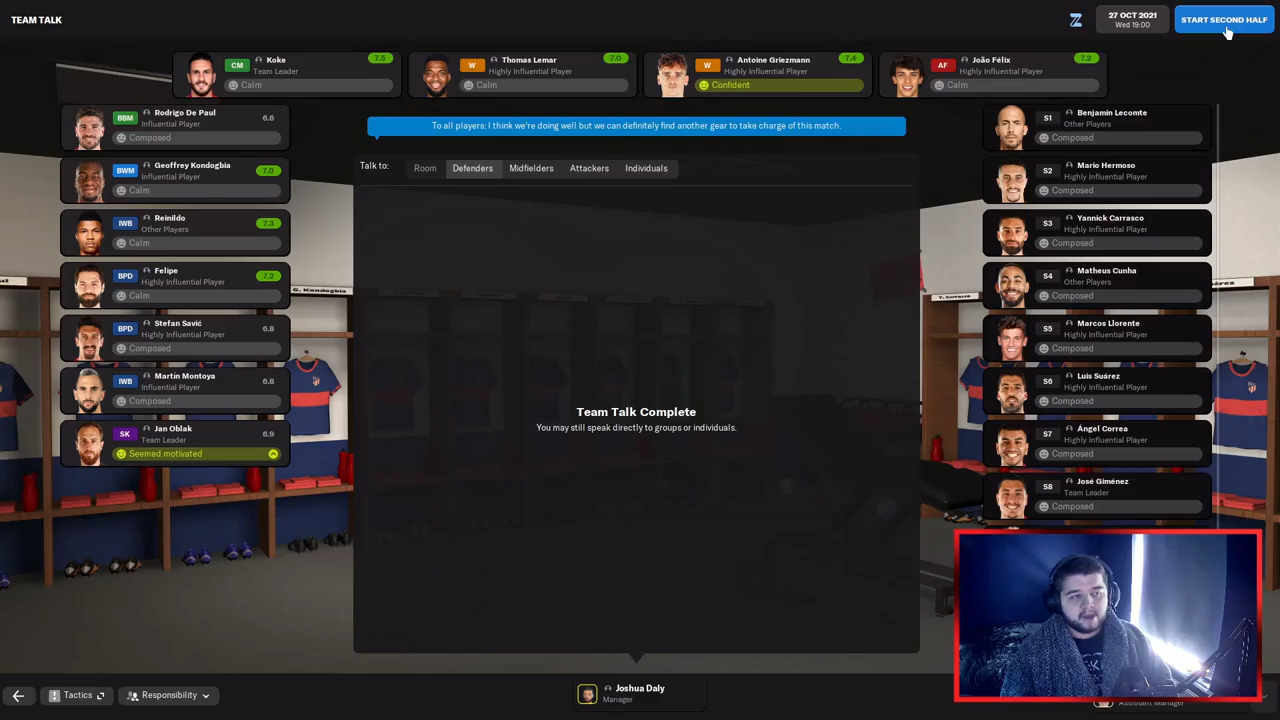 TEAM TALK
27 OCT 2021
Wed 19:00
START SECOND HALF
CM
Koke
Team Leader
7.5
Calm
W
Thomas Lemar
Highly Influential Player
7.0
Calm
W
Antoine Griezmann
Highly Influential Player
7.4
Confident
AF
João Félix
Highly Influential Player
7.2
Calm
BBM
Rodrigo De Paul
Influential Player
6.6
Composed
BWM
Geoffrey Kondogbia
Influential Player
7.0
Calm
IWB
Reinildo
Other Players
7.3
Calm
BPD
Felipe
Highly Influential Player
7.2
Calm
BPD
Stefan Savić
Highly Influential Player
6.8
Composed
IWB
Martín Montoya
Influential Player
6.8
Composed
SK
Jan Oblak
Team Leader
6.9
Seemed motivated
To all players: I think we're doing well but we can definitely find another gear to take charge of this match.
Talk to: Room Defenders Midfielders Attackers Individuals
Team Talk Complete
You may still speak directly to groups or individuals.
G. Kondogbia
S1
Benjamin Lecomte
Other Players
Composed
S2
Mario Hermoso
Highly Influential Player
Composed
S3
Yannick Carrasco
Highly Influential Player
Composed
S4
Matheus Cunha
Other Players
Composed
S5
Marcos Llorente
Highly Influential Player
Composed
S6
Luis Suárez
Highly Influential Player
Composed
S7
Ángel Correa
Highly Influential Player
Composed
S8
José Giménez
Team Leader
Composed
Tactics
Responsibility
Joshua Daly
Manager
Assistant Manager